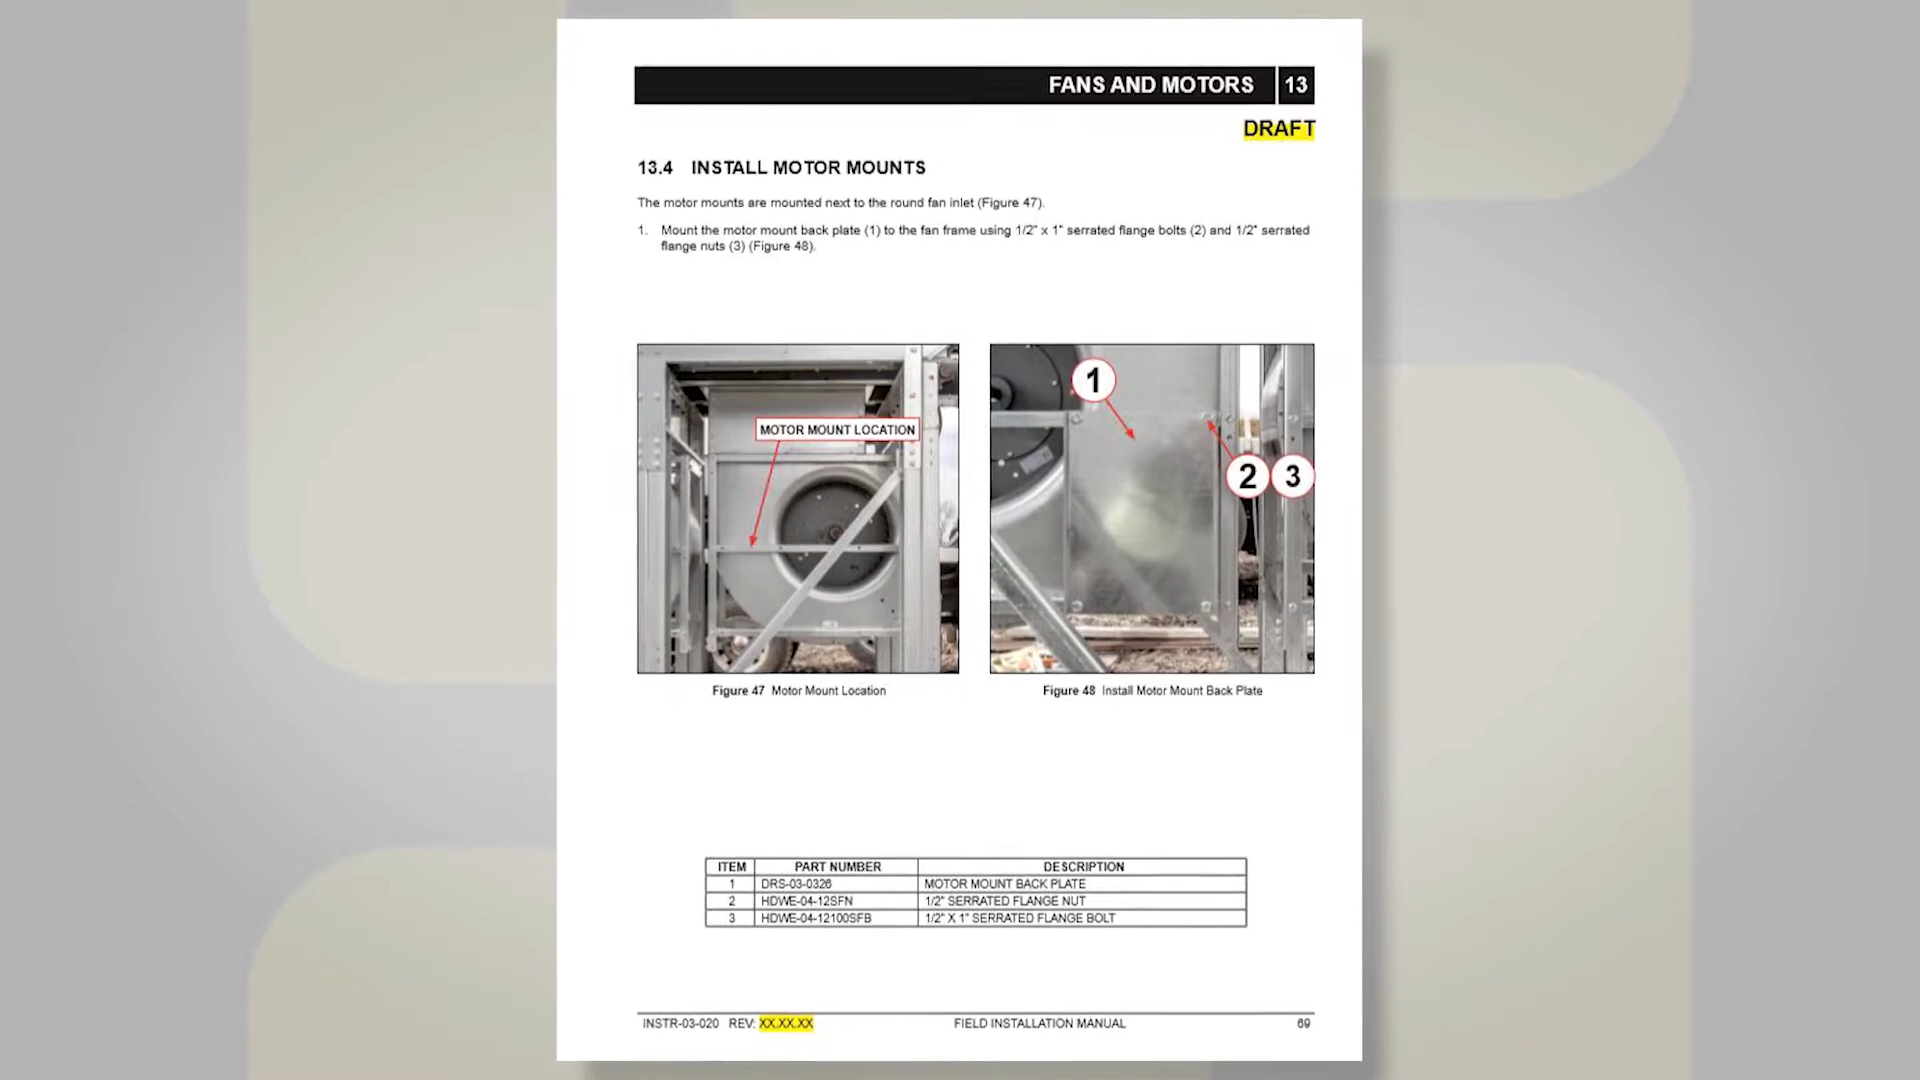 FANS AND MOTORS 13
DRAFT
13.4 INSTALL MOTOR MOUNTS
The motor mounts are mounted next to the round fan inlet (Figure 47).
1. Mount the motor mount back plate (1) to the fan frame using 1/2" x 1" serrated flange bolts (2) and 1/2" serrated
flange nuts (3) (Figure 48).
MOTOR MOUNT LOCATION
1
2 3
Figure 47 Motor Mount Location
Figure 48 Install Motor Mount Back Plate
ITEM PART NUMBER DESCRIPTION
1 DRS-03-0326 MOTOR MOUNT BACK PLATE
2 HDWE-04-12SFN 1/2" SERRATED FLANGE NUT
3 HDWE-04-12100SFB 1/2" X 1" SERRATED FLANGE BOLT
INSTR-03-020 REV: XX.XX.XX FIELD INSTALLATION MANUAL 69